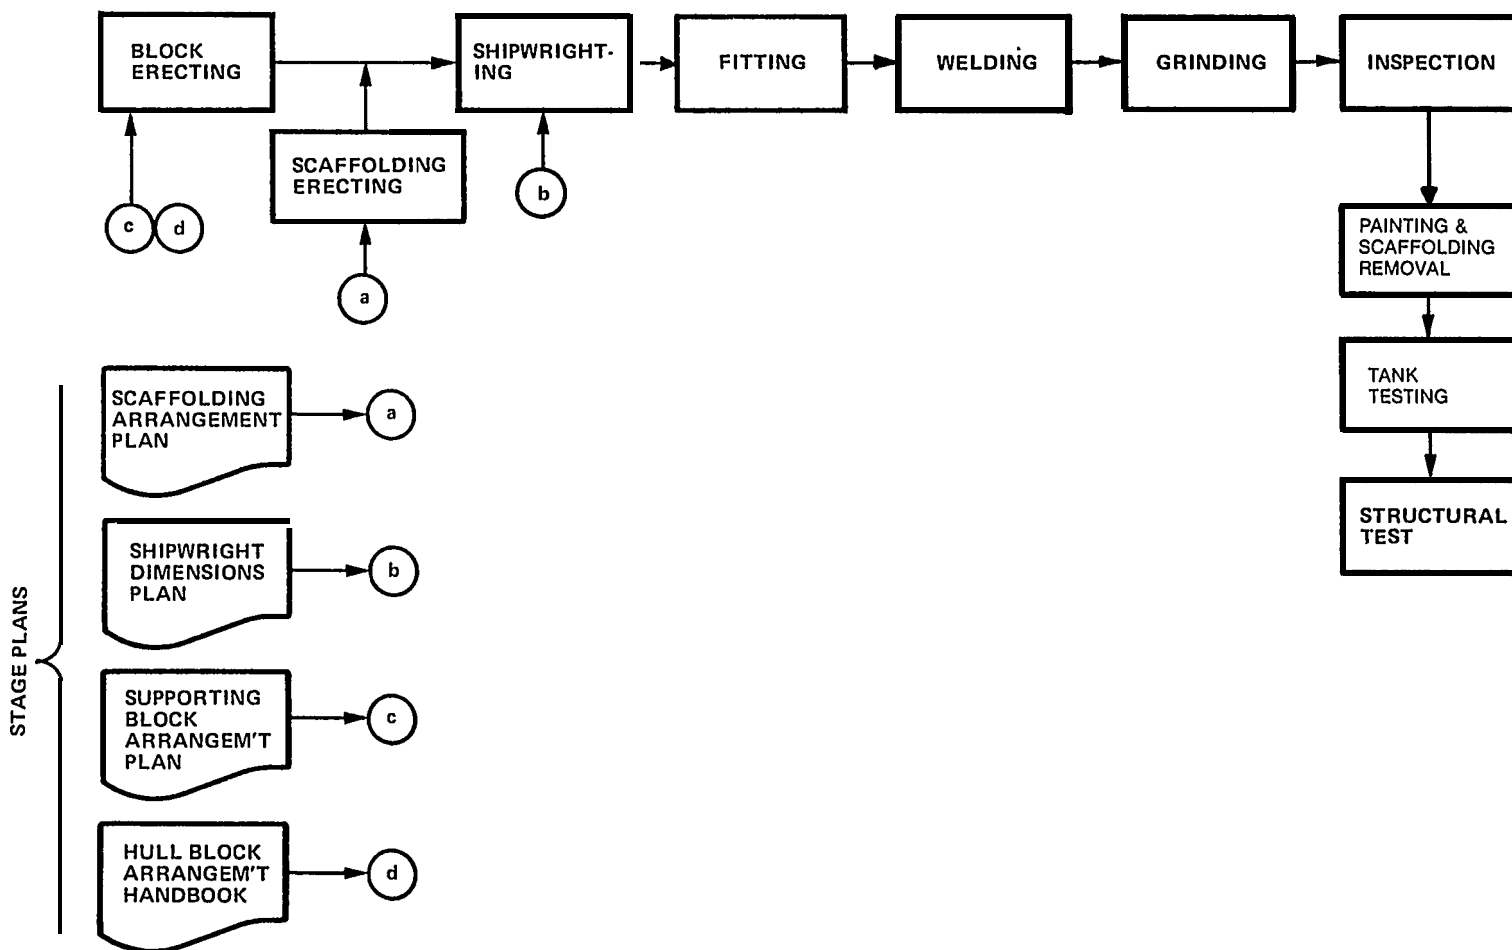 BLOCK
ERECTING
SHIPWRIGHT-
ING
FITTING
WELDING
GRINDING
INSPECTION
SCAFFOLDING
ERECTING
b
c
d
a
PAINTING &
SCAFFOLDING
REMOVAL
TANK
TESTING
STRUCTURAL
TEST
STAGE PLANS
SCAFFOLDING
ARRANGEMENT
PLAN
a
SHIPWRIGHT
DIMENSIONS
PLAN
b
SUPPORTING
BLOCK
ARRANGEM'T
PLAN
c
HULL BLOCK
ARRANGEM'T
HANDBOOK
d